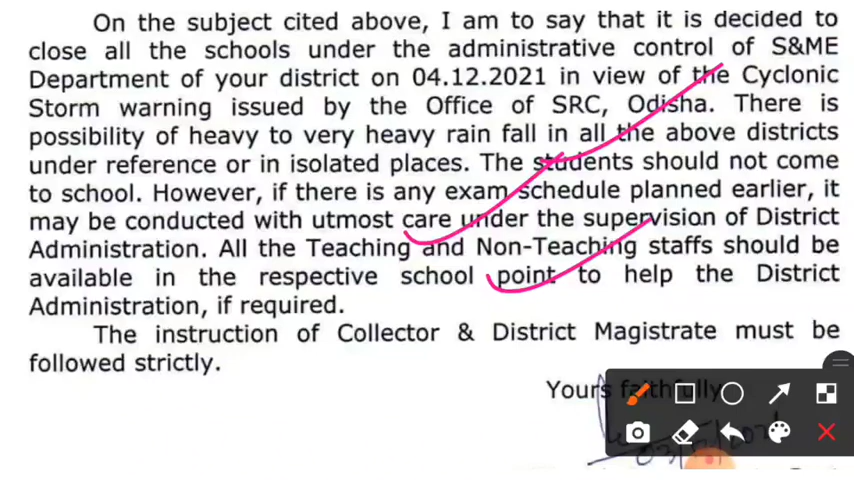 On the subject cited above, I am to say that it is decided to
close all the schools under the administrative control of S&ME
Department of your district on 04.12.2021 in view of the Cyclonic
Storm warning issued by the Office of SRC, Odisha. There is
possibility of heavy to very heavy rain fall in all the above districts
under reference or in isolated places. The students should not come
to school. However, if there is any exam schedule planned earlier, it
may be conducted with utmost care under the supervision of District
Administration. All the Teaching and Non-Teaching staffs should be
available in the respective school point to help the District
Administration, if required.
The instruction of Collector & District Magistrate must be
followed strictly.
Yours faithfully